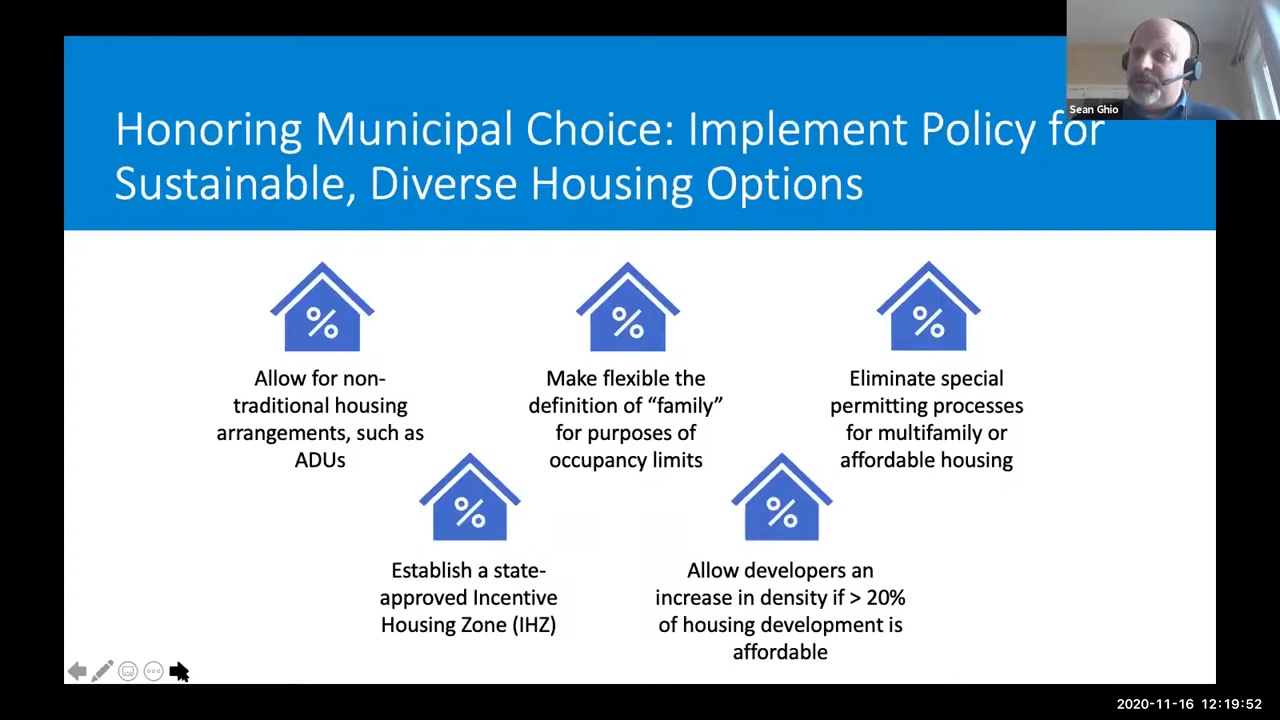 Sean Ghio
Honoring Municipal Choice: Implement Policy for
Sustainable, Diverse Housing Options
%
%
%
Allow for non-
traditional housing
arrangements, such as
ADUs
Make flexible the
definition of “family”
for purposes of
occupancy limits
Eliminate special
permitting processes
for multifamily or
affordable housing
%
%
Establish a state-
approved Incentive
Housing Zone (IHZ)
Allow developers an
increase in density if > 20%
of housing development is
affordable
2020-11-16 12:19:52